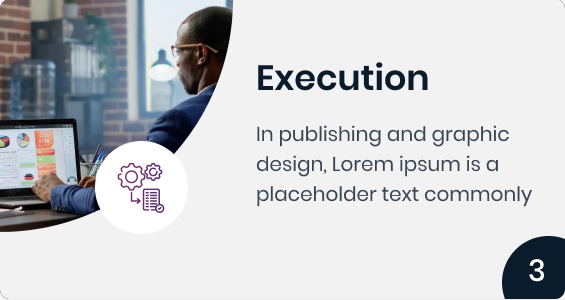 Execution
In publishing and graphic
design, Lorem ipsum is a
placeholder text commonly
3